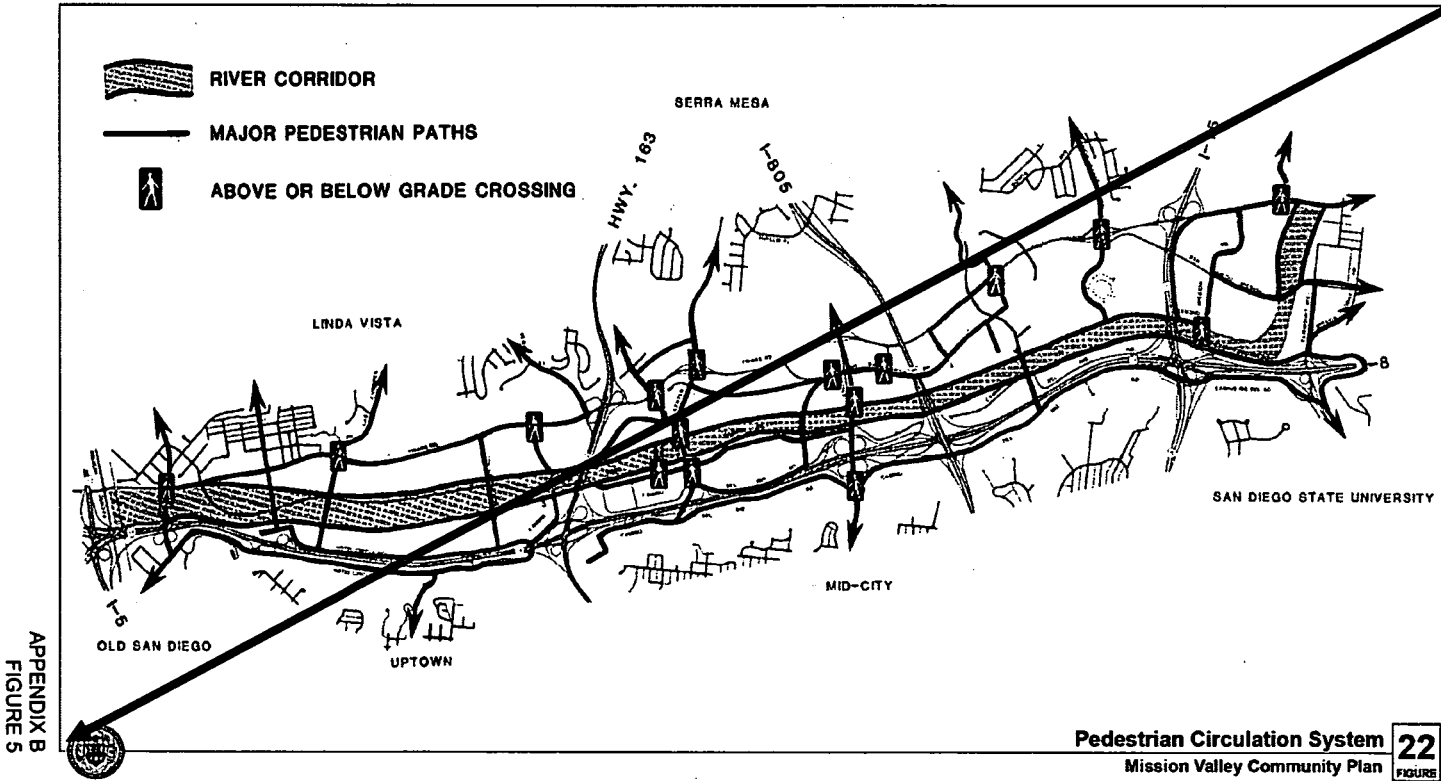 RIVER CORRIDOR
MAJOR PEDESTRIAN PATHS
ABOVE OR BELOW GRADE CROSSING
SERRA MESA
HWY. 163
I-805
I-15
LINDA VISTA
I-8
SAN DIEGO STATE UNIVERSITY
MID-CITY
I-5
OLD SAN DIEGO
UPTOWN
APPENDIX B
FIGURE 5
Pedestrian Circulation System
Mission Valley Community Plan
22
FIGURE